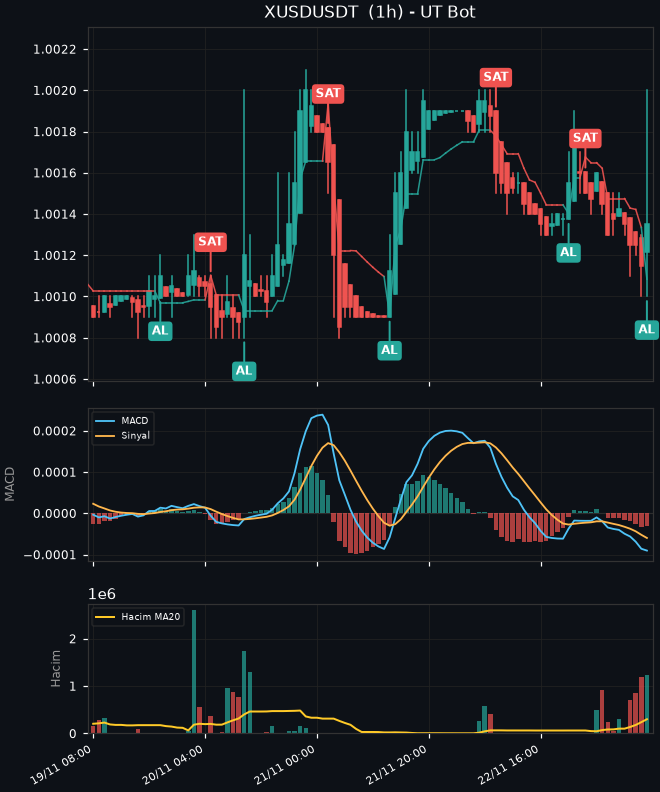 XUSDUSDT  (1h) - UT Bot
1.0022
1.0020
1.0018
1.0016
1.0014
1.0012
1.0010
1.0008
1.0006
SAT
SAT
SAT
SAT
AL
AL
AL
AL
AL
MACD
0.0002
0.0001
0.0000
−0.0001
MACD
Sinyal
1e6
Hacim
2
1
0
Hacim MA20
19/11 08:00
20/11 04:00
21/11 00:00
21/11 20:00
22/11 16:00